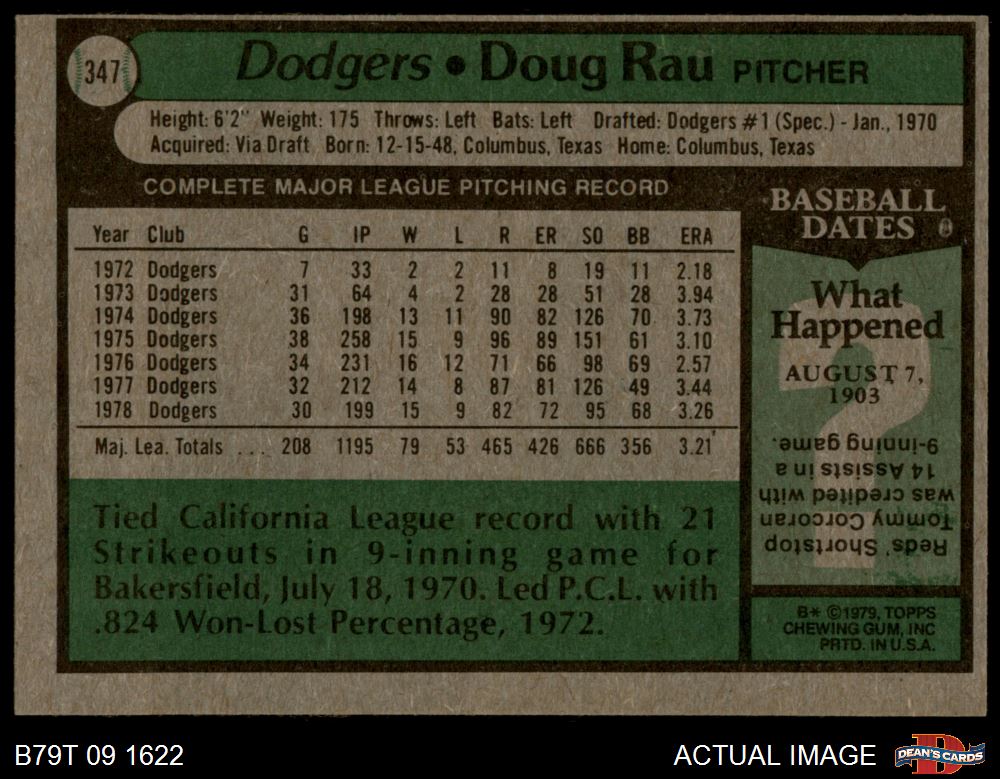 347 Dodgers • Doug Rau PITCHER
Height: 6'2" Weight: 175 Throws: Left Bats: Left Drafted: Dodgers #1 (Spec.) - Jan., 1970
Acquired: Via Draft Born: 12-15-48, Columbus, Texas Home: Columbus, Texas
COMPLETE MAJOR LEAGUE PITCHING RECORD
Year Club G IP W L R ER SO BB ERA
1972 Dodgers 7 33 2 2 11 8 19 11 2.18
1973 Dodgers 31 64 4 2 28 28 51 28 3.94
1974 Dodgers 36 198 13 11 90 82 126 70 3.73
1975 Dodgers 38 258 15 9 96 89 151 61 3.10
1976 Dodgers 34 231 16 12 71 66 98 69 2.57
1977 Dodgers 32 212 14 8 87 81 126 49 3.44
1978 Dodgers 30 199 15 9 82 72 95 68 3.26
Maj. Lea. Totals ... 208 1195 79 53 465 426 666 356 3.21
Tied California League record with 21
Strikeouts in 9-inning game for
Bakersfield, July 18, 1970. Led P.C.L. with
.824 Won-Lost Percentage, 1972.
BASEBALL
DATES
What
Happened
AUGUST 7,
1903
Reds' Shortstop
Tommy Corcoran
was credited with
14 Assists in a
9-inning game.
B* ©1979, TOPPS
CHEWING GUM, INC
PRTD. IN U.S.A.
B79T 09 1622
ACTUAL IMAGE
DEAN'S CARDS